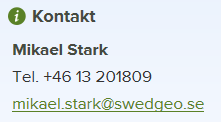 Kontakt
Mikael Stark
Tel. +46 13 201809
mikael.stark@swedgeo.se